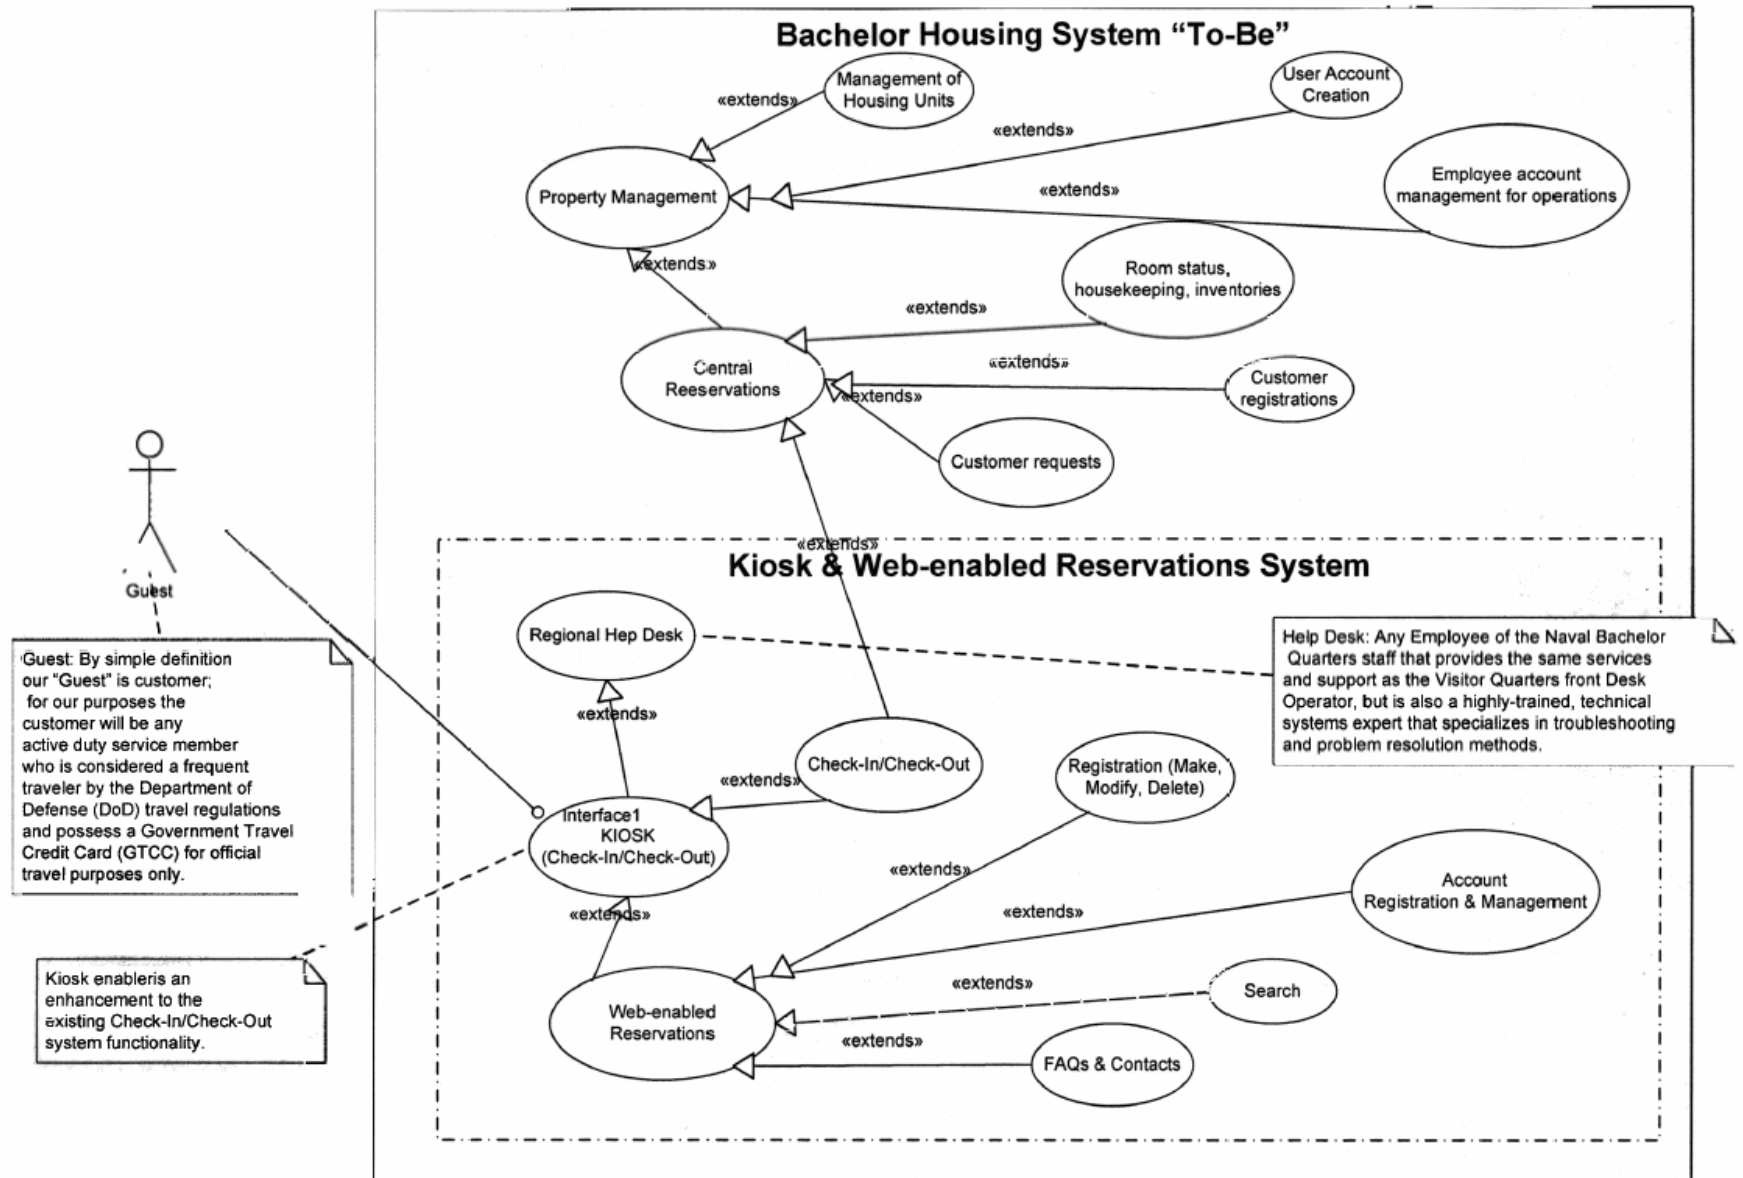 Bachelor Housing System “To-Be”
Management of
Housing Units
«extends»
User Account
Creation
«extends»
Employee account
management for operations
«extends»
Property Management
«extends»
Room status,
housekeeping, inventories
«extends»
Central
Reeservations
«extends»
Customer
registrations
«extends»
Customer requests
«extends»
Kiosk & Web-enabled Reservations System
Guest
Regional Hep Desk
Help Desk: Any Employee of the Naval Bachelor
Quarters staff that provides the same services
and support as the Visitor Quarters front Desk
Operator, but is also a highly-trained, technical
systems expert that specializes in troubleshooting
and problem resolution methods.
Guest: By simple definition
our "Guest" is customer;
for our purposes the
customer will be any
active duty service member
who is considered a frequent
traveler by the Department of
Defense (DoD) travel regulations
and possess a Government Travel
Credit Card (GTCC) for official
travel purposes only.
«extends»
Check-In/Check-Out
«extends»
Registration (Make,
Modify, Delete)
Interface1
KIOSK
(Check-In/Check-Out)
«extends»
Account
Registration & Management
«extends»
«extends»
Kiosk enableris an
enhancement to the
existing Check-In/Check-Out
system functionality.
«extends»
Search
Web-enabled
Reservations
«extends»
FAQs & Contacts